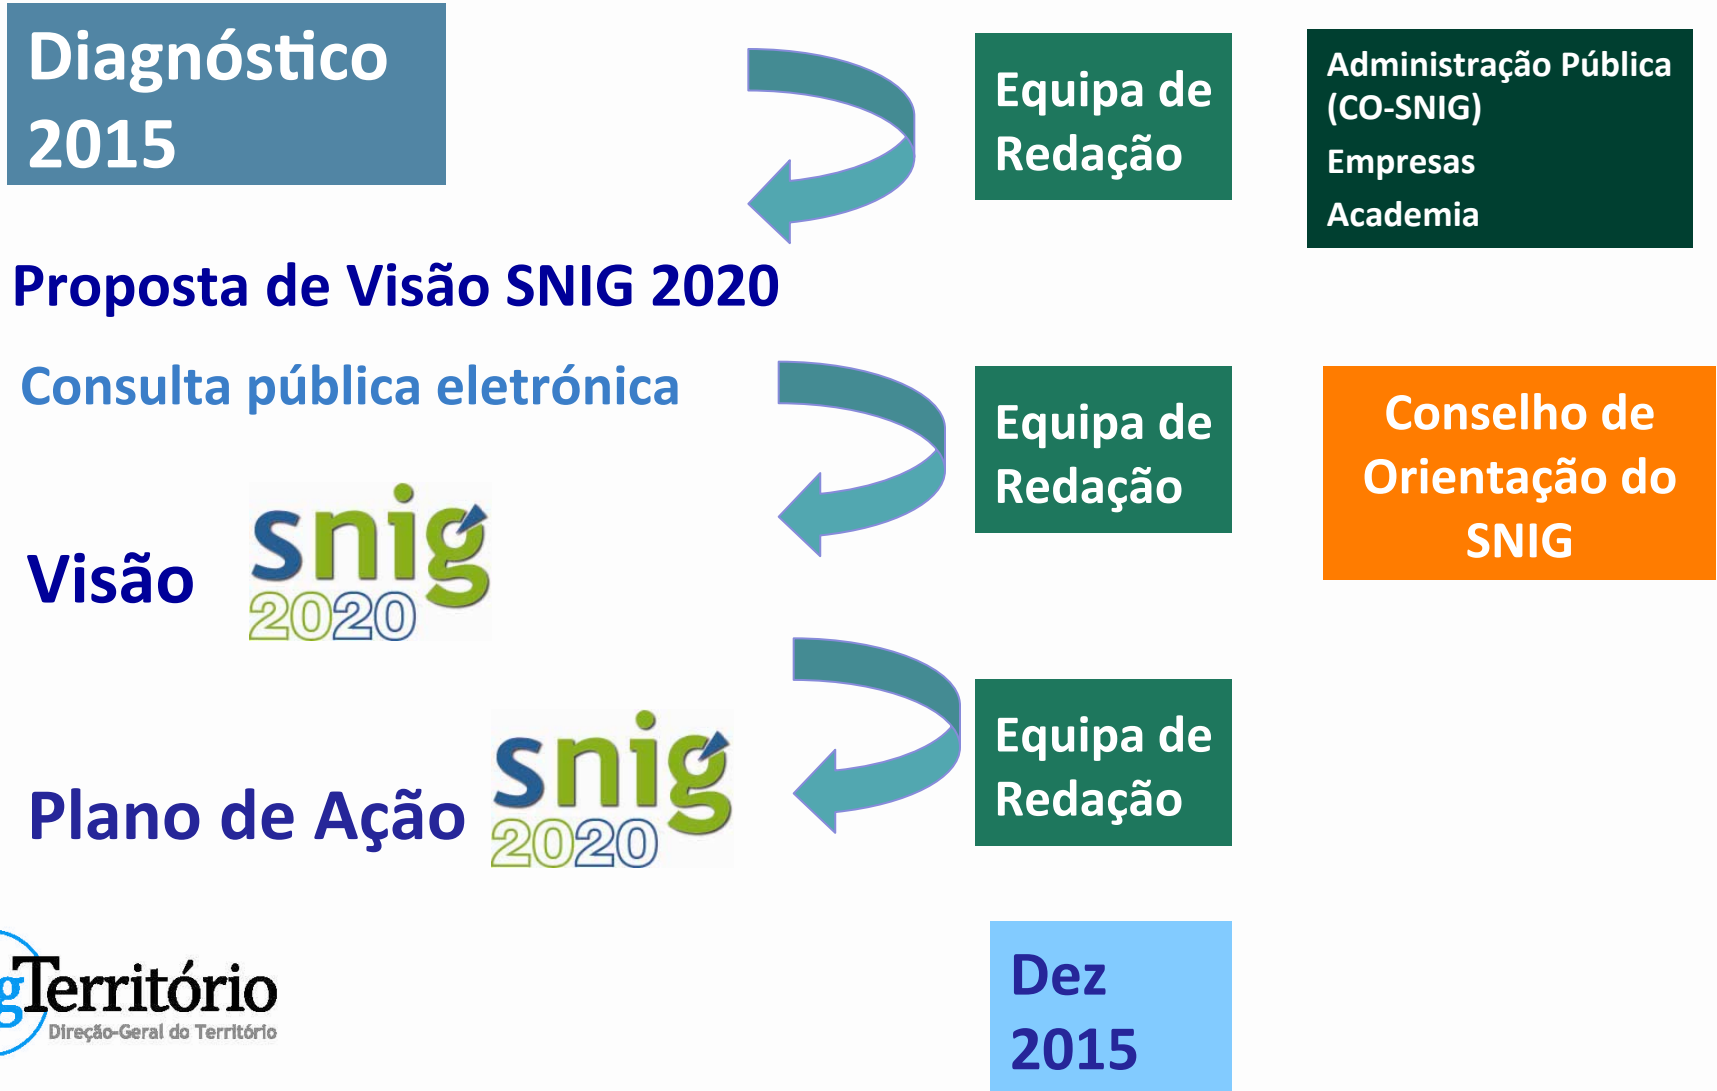 Diagnóstico
2015
Equipa de
Redação
Administração Pública
(CO-SNIG)
Empresas
Academia
Proposta de Visão SNIG 2020
Consulta pública eletrónica
Equipa de
Redação
Conselho de
Orientação do
SNIG
Visão
snig
2020
Plano de Ação
snig
2020
Equipa de
Redação
gTerritório
Direção-Geral do Território
Dez
2015